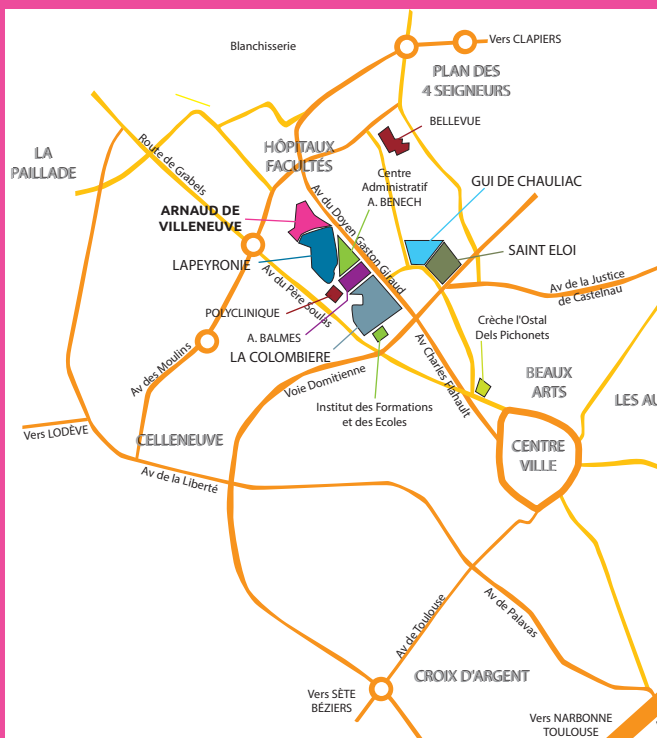 Blanchisserie
Vers CLAPIERS
PLAN DES
4 SEIGNEURS
BELLEVUE
LA
PAILLADE
Route de Grabels
HÔPITAUX
FACULTÉS
Centre
Administratif
A. BENECH
GUI DE CHAULIAC
ARNAUD DE
VILLENEUVE
Av du Doyen Gaston Giraud
SAINT ELOI
LAPEYRONIE
Av du Père Soulas
Av de la Justice
de Castelnau
POLYCLINIQUE
A. BALMES
LA COLOMBIERE
Crèche l'Ostal
Dels Pichonets
Av des Moulins
Voie Domitienne
Av Charles Flahault
BEAUX
ARTS
LES AU
Institut des Formations
et des Ecoles
Vers LODÈVE
CELLENEUVE
CENTRE
VILLE
Av de la Liberté
Av de Toulouse
Av de Palavas
CROIX D'ARGENT
Vers SÈTE
BÉZIERS
Vers NARBONNE
TOULOUSE